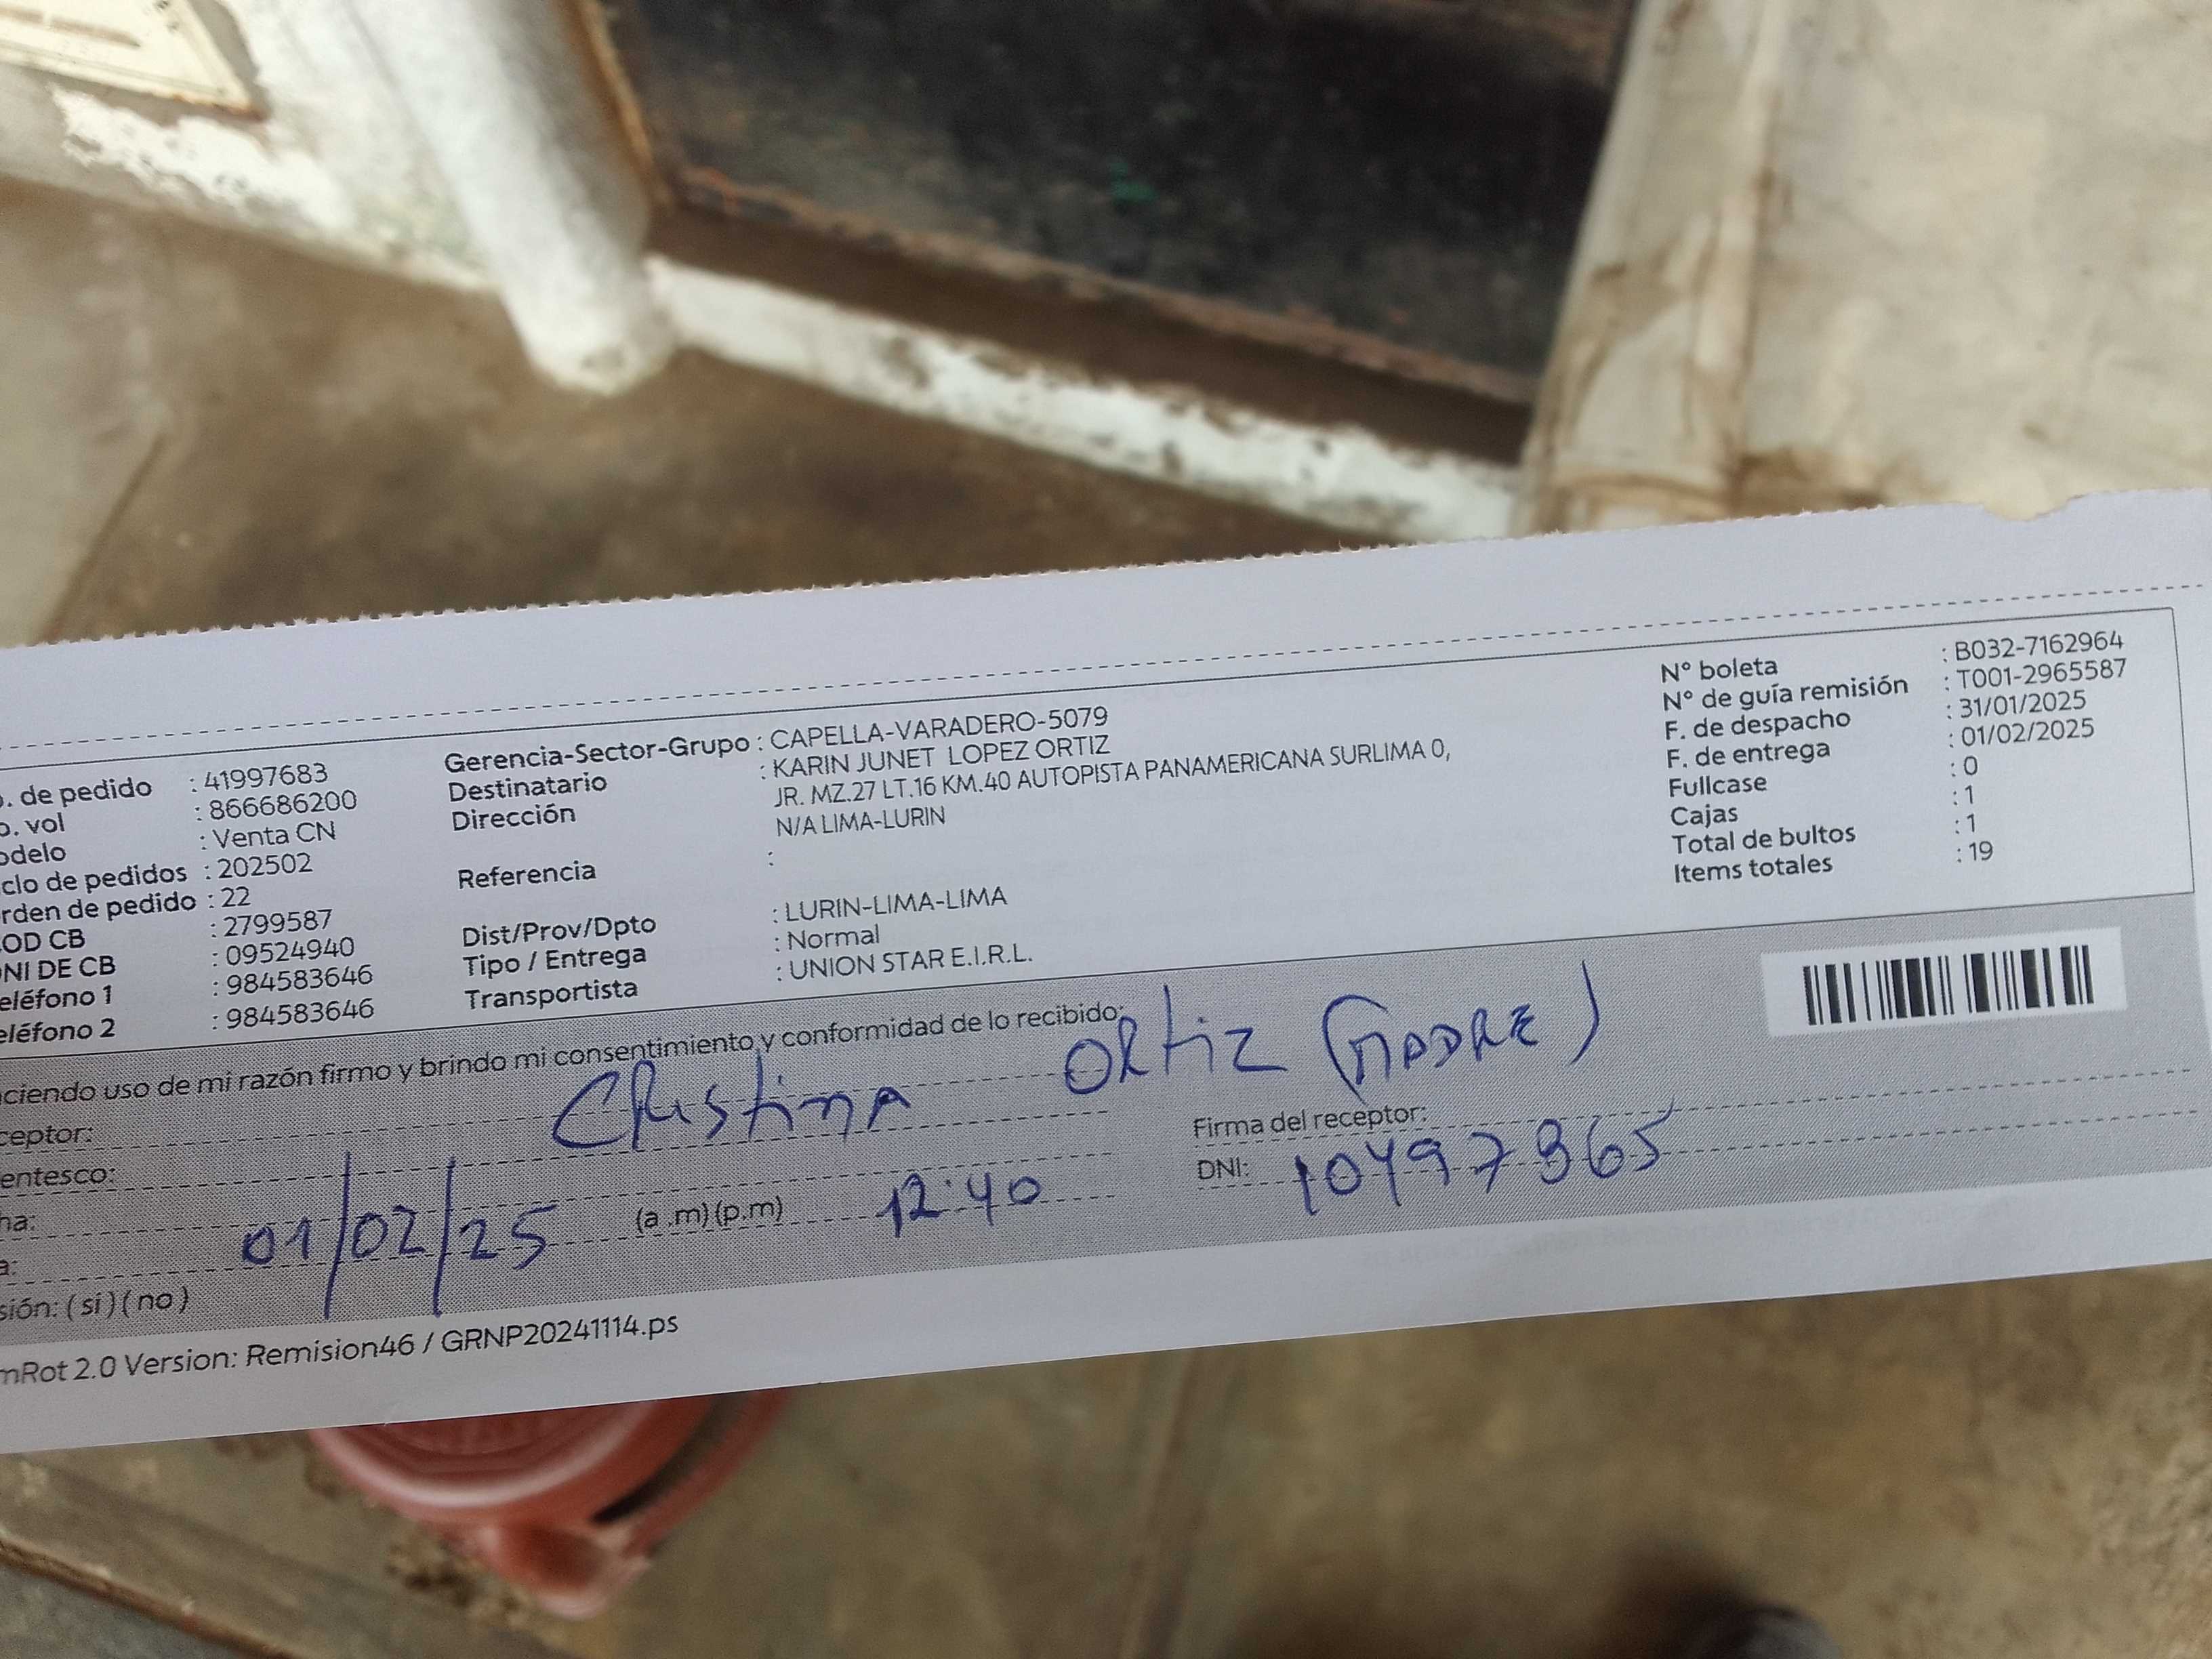 o. de pedido : 41997683
o. vol : 866686200
odelo : Venta CN
clo de pedidos : 202502
rden de pedido : 22
OD CB : 2799587
NI DE CB : 09524940
eléfono 1 : 984583646
eléfono 2 : 984583646
Gerencia-Sector-Grupo : CAPELLA-VARADERO-5079
Destinatario : KARIN JUNET LOPEZ ORTIZ
Dirección JR. MZ.27 LT.16 KM.40 AUTOPISTA PANAMERICANA SURLIMA 0,
N/A LIMA-LURIN
Referencia :
Dist/Prov/Dpto : LURIN-LIMA-LIMA
Tipo / Entrega : Normal
Transportista : UNION STAR E.I.R.L.
N° boleta : B032-7162964
N° de guía remisión : T001-2965587
F. de despacho : 31/01/2025
F. de entrega : 01/02/2025
Fullcase : 0
Cajas : 1
Total de bultos : 1
Items totales : 19
ciendo uso de mi razón firmo y brindo mi consentimiento y conformidad de lo recibido:
ceptor: CRistinA ORtiz (MADRE)
entesco:
Firma del receptor:
ha: 01/02/25 (a .m) (p.m) 12:40
DNI: 10497965
a:
sión: ( si ) ( no )
mRot 2.0 Version: Remision46 / GRNP20241114.ps